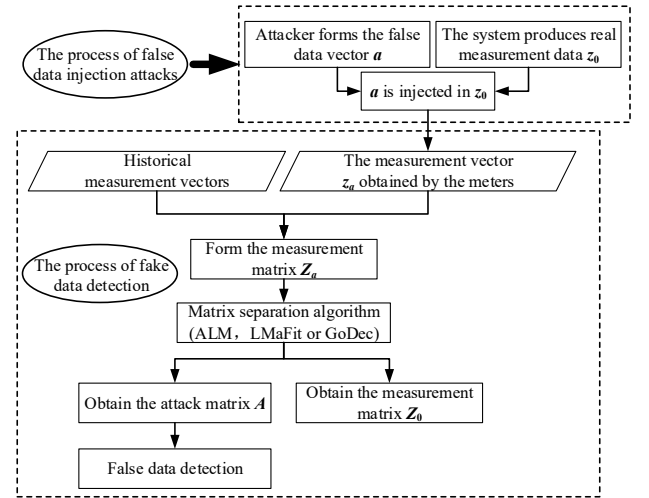 The process of false
data injection attacks
Attacker forms the false
data vector a
The system produces real
measurement data z0
a is injected in z0
Historical
measurement vectors
The measurement vector
za obtained by the meters
The process of fake
data detection
Form the measurement
matrix Za
Matrix separation algorithm
(ALM，LMaFit or GoDec)
Obtain the attack matrix A
Obtain the measurement
matrix Z0
False data detection